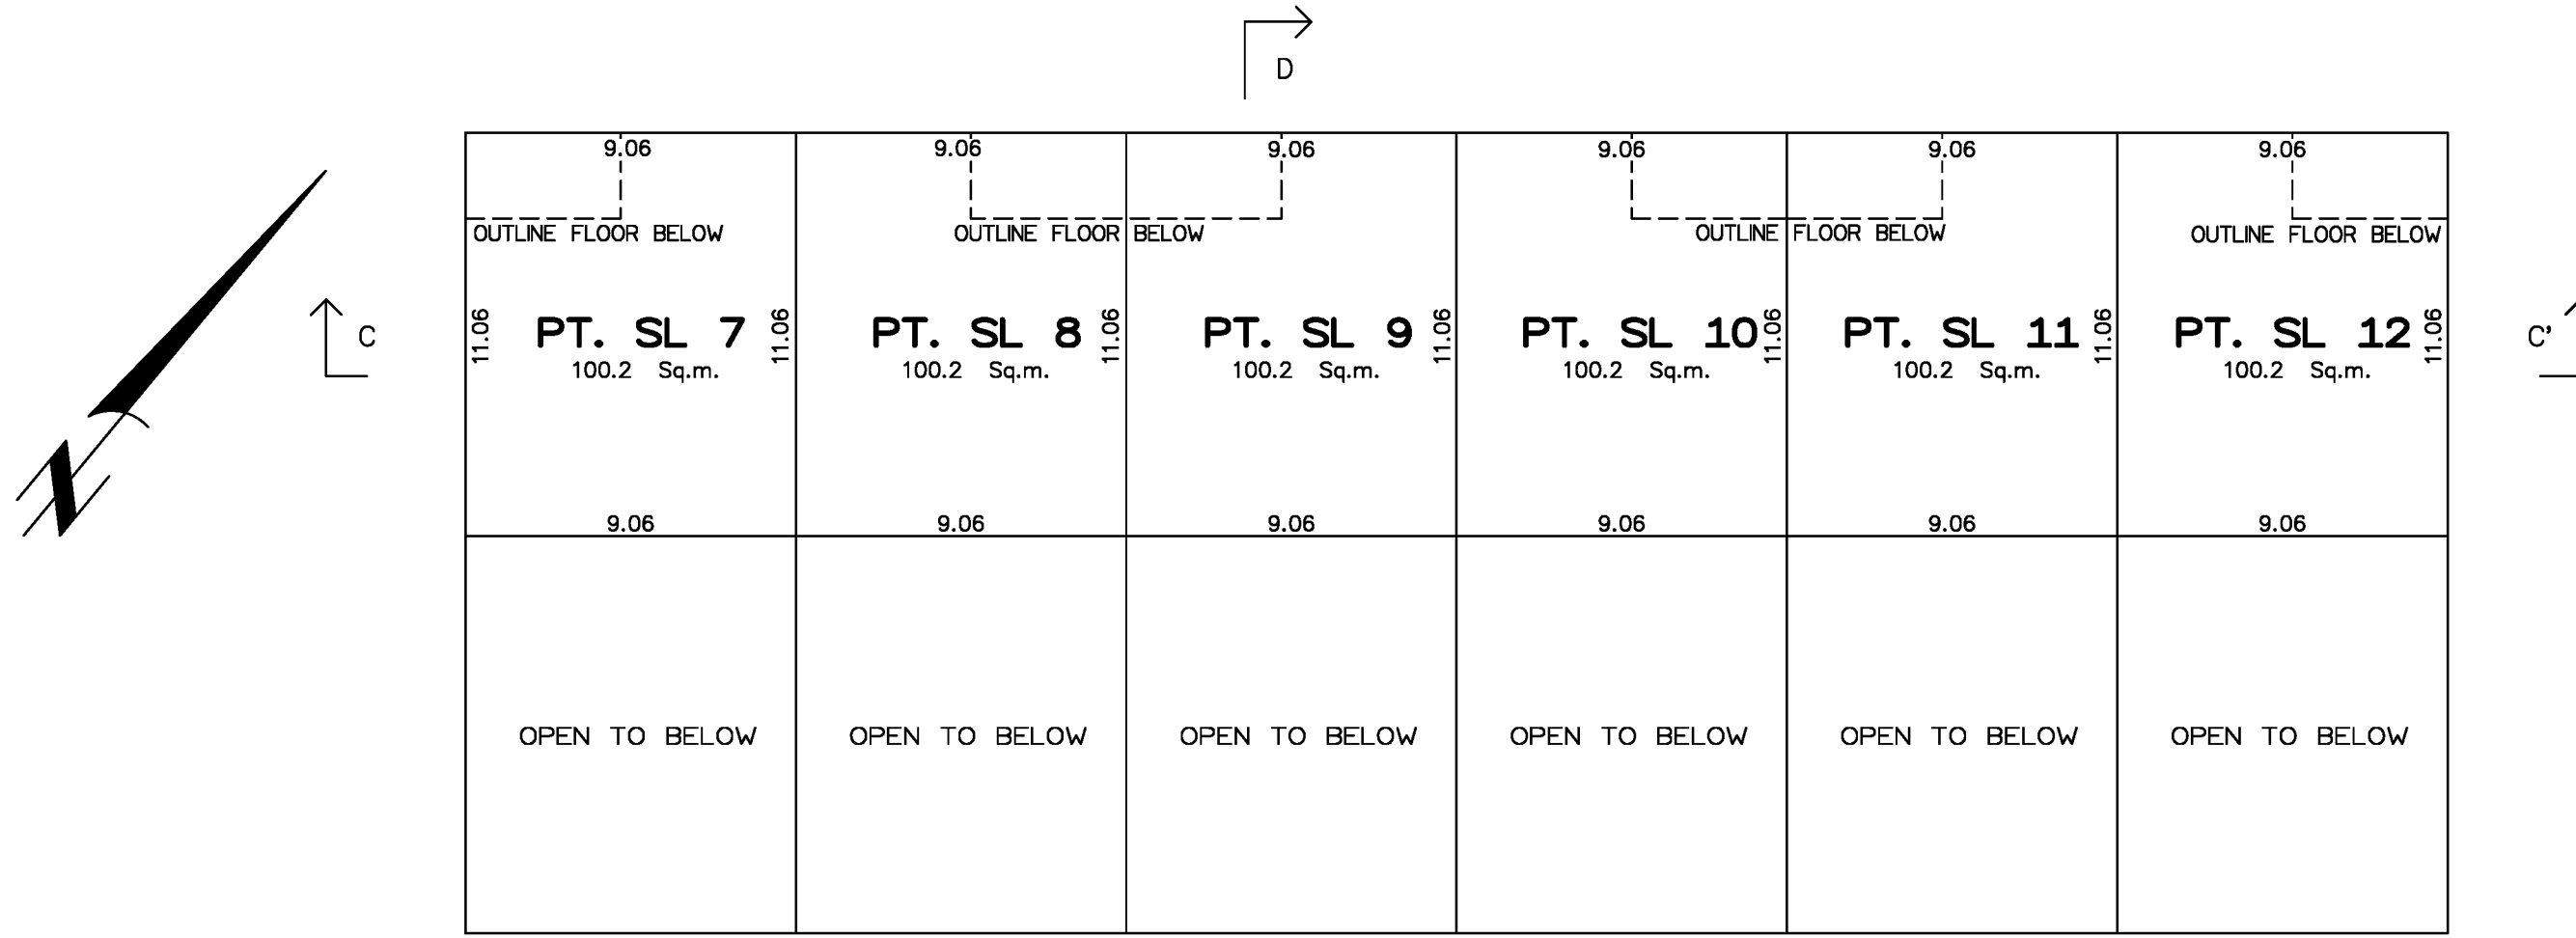 D
9.06 9.06 9.06 9.06 9.06 9.06
OUTLINE FLOOR BELOW OUTLINE FLOOR BELOW OUTLINE FLOOR BELOW OUTLINE FLOOR BELOW
C 11.06 PT. SL 7 11.06 PT. SL 8 11.06 PT. SL 9 11.06 PT. SL 10 11.06 PT. SL 11 11.06 PT. SL 12 11.06 C'
100.2 Sq.m. 100.2 Sq.m. 100.2 Sq.m. 100.2 Sq.m. 100.2 Sq.m. 100.2 Sq.m.
N
9.06 9.06 9.06 9.06 9.06 9.06
OPEN TO BELOW OPEN TO BELOW OPEN TO BELOW OPEN TO BELOW OPEN TO BELOW OPEN TO BELOW